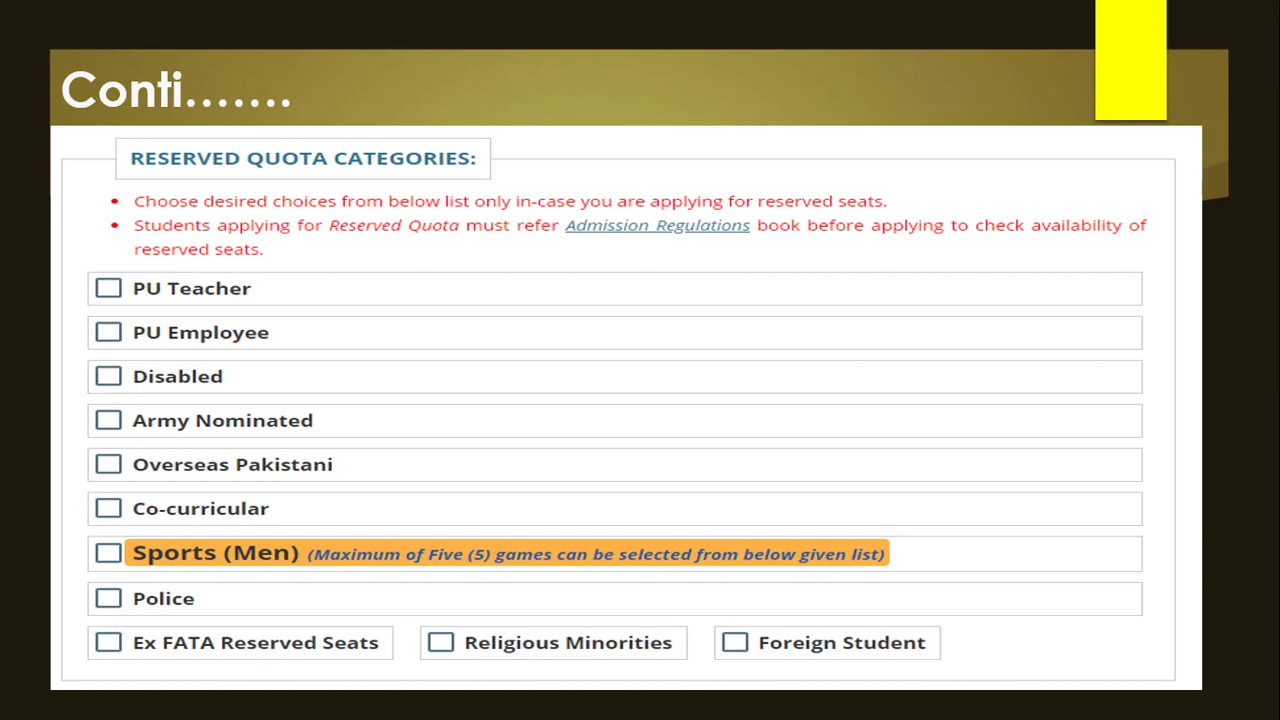 Conti.......
RESERVED QUOTA CATEGORIES:
• Choose desired choices from below list only in-case you are applying for reserved seats.
• Students applying for Reserved Quota must refer Admission Regulations book before applying to check availability of
reserved seats.
PU Teacher
PU Employee
Disabled
Army Nominated
Overseas Pakistani
Co-curricular
Sports (Men) (Maximum of Five (5) games can be selected from below given list)
Police
Ex FATA Reserved Seats Religious Minorities Foreign Student